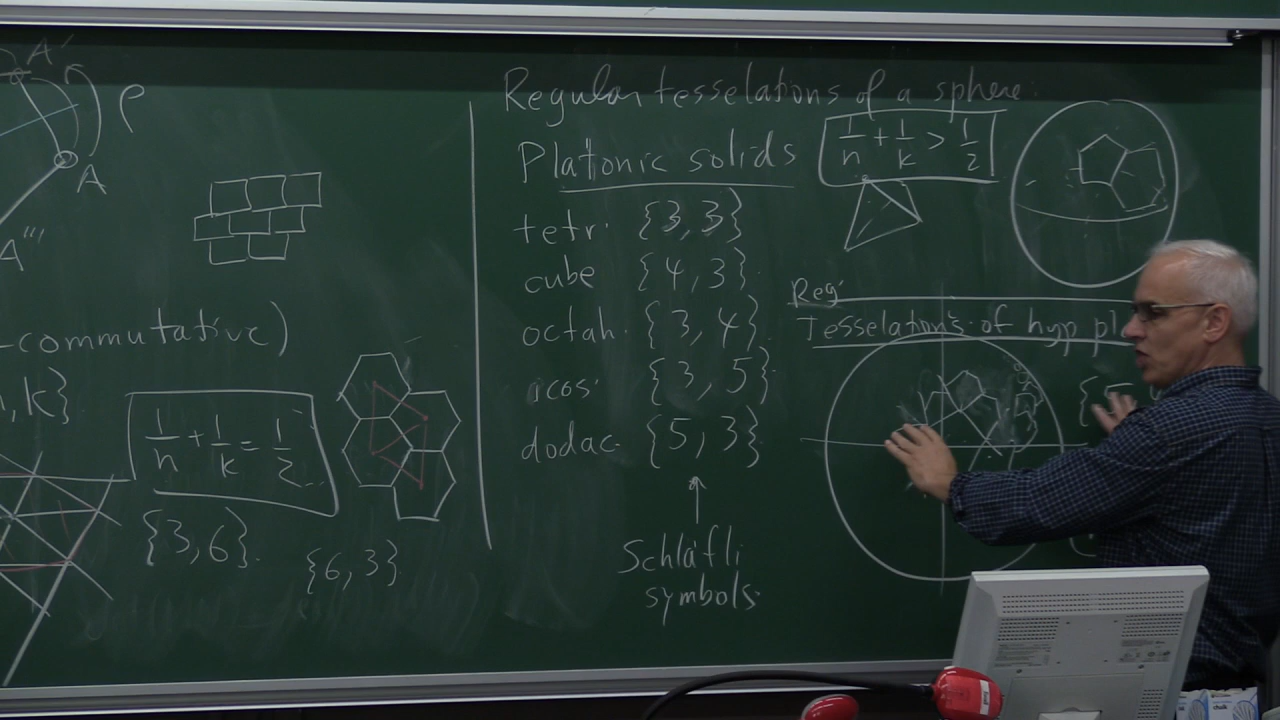 A'
ρ
A
A'''
-commutative)
, k}
1/n + 1/k = 1/2
{3,6}.
{6,3}
Regular tesselations of a sphere:
Platonic solids
1/n + 1/k > 1/2
tetr. {3,3}
cube {4,3}.
octah. {3,4}
icos. {3,5}.
dodac. {5,3}.
Schläfli
symbols.
Reg.
Tesselations of hyp pl
{5